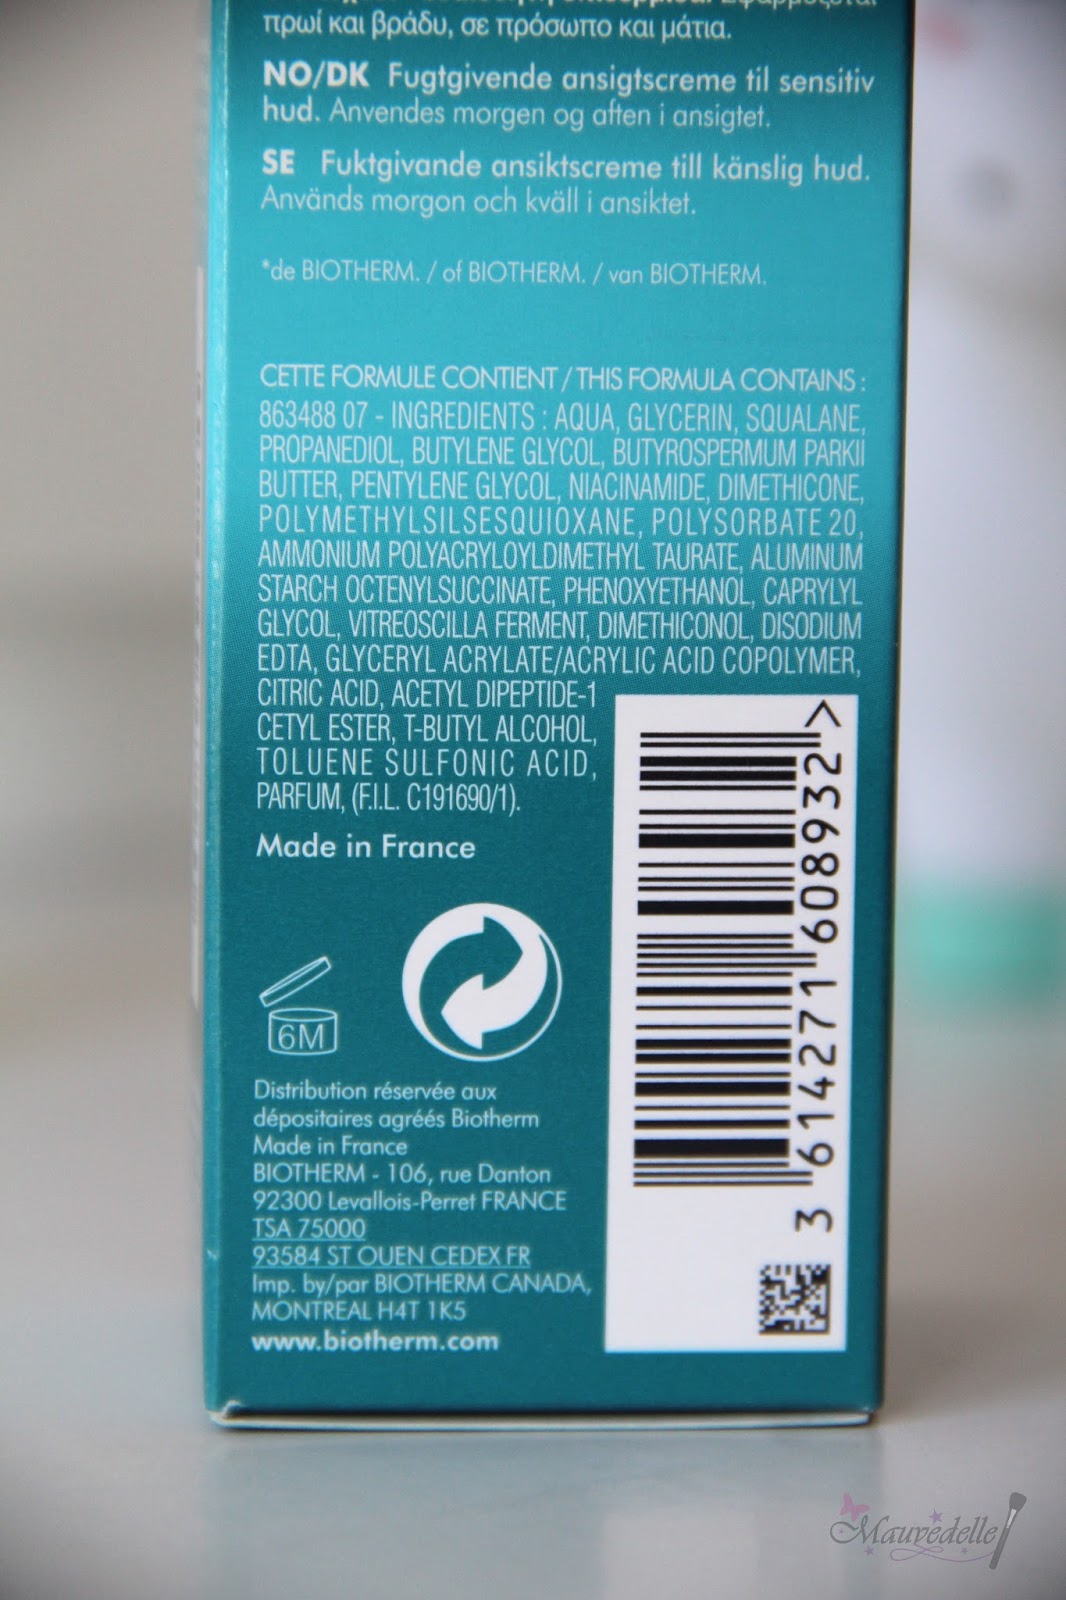 πρωί και βράδυ, σε πρόσωπο και μάτια.
NO/DK Fugtgivende ansigtscreme til sensitiv
hud. Anvendes morgen og aften i ansigtet.
SE Fuktgivande ansiktscreme till känslig hud.
Används morgon och kväll i ansiktet.
*de BIOTHERM. / of BIOTHERM. / van BIOTHERM.
CETTE FORMULE CONTIENT / THIS FORMULA CONTAINS :
863488 07 - INGREDIENTS : AQUA, GLYCERIN, SQUALANE,
PROPANEDIOL, BUTYLENE GLYCOL, BUTYROSPERMUM PARKII
BUTTER, PENTYLENE GLYCOL, NIACINAMIDE, DIMETHICONE,
POLYMETHYLSILSESQUIOXANE, POLYSORBATE 20,
AMMONIUM POLYACRYLOYLDIMETHYL TAURATE, ALUMINUM
STARCH OCTENYLSUCCINATE, PHENOXYETHANOL, CAPRYLYL
GLYCOL, VITREOSCILLA FERMENT, DIMETHICONOL, DISODIUM
EDTA, GLYCERYL ACRYLATE/ACRYLIC ACID COPOLYMER,
CITRIC ACID, ACETYL DIPEPTIDE-1
CETYL ESTER, T-BUTYL ALCOHOL,
TOLUENE SULFONIC ACID,
PARFUM, (F.I.L. C191690/1).
Made in France
6M
Distribution réservée aux
dépositaires agréés Biotherm
Made in France
BIOTHERM - 106, rue Danton
92300 Levallois-Perret FRANCE
TSA 75000
93584 ST OUEN CEDEX FR
Imp. by/par BIOTHERM CANADA,
MONTREAL H4T 1K5
www.biotherm.com
3 614271 608932 >
Mauvedelle